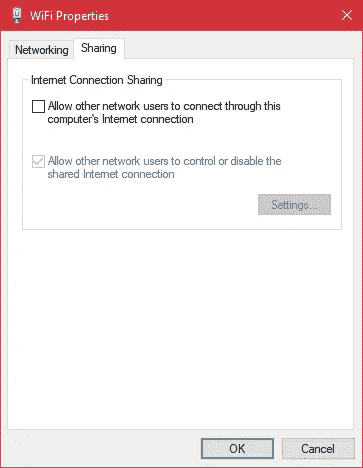 WiFi Properties
Networking
Sharing
Internet Connection Sharing
Allow other network users to connect through this
computer's Internet connection
Allow other network users to control or disable the
shared Internet connection
Settings...
OK
Cancel